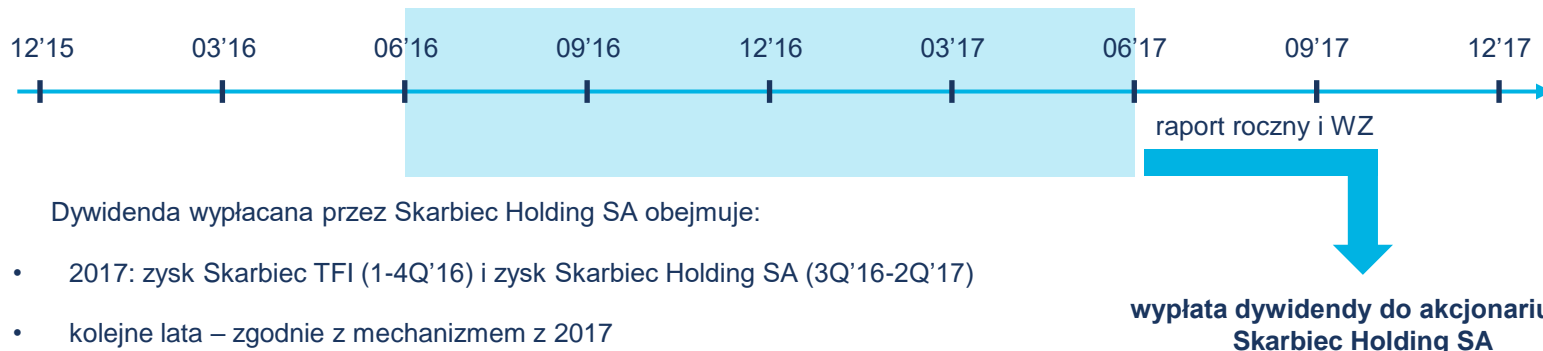 12’15 03’16 06’16 09’16 12’16 03’17 06’17 09’17 12’17
raport roczny i WZ
Dywidenda wypłacana przez Skarbiec Holding SA obejmuje:
• 2017: zysk Skarbiec TFI (1-4Q’16) i zysk Skarbiec Holding SA (3Q’16-2Q’17)
• kolejne lata – zgodnie z mechanizmem z 2017
wypłata dywidendy do
Skarbiec Holding SA